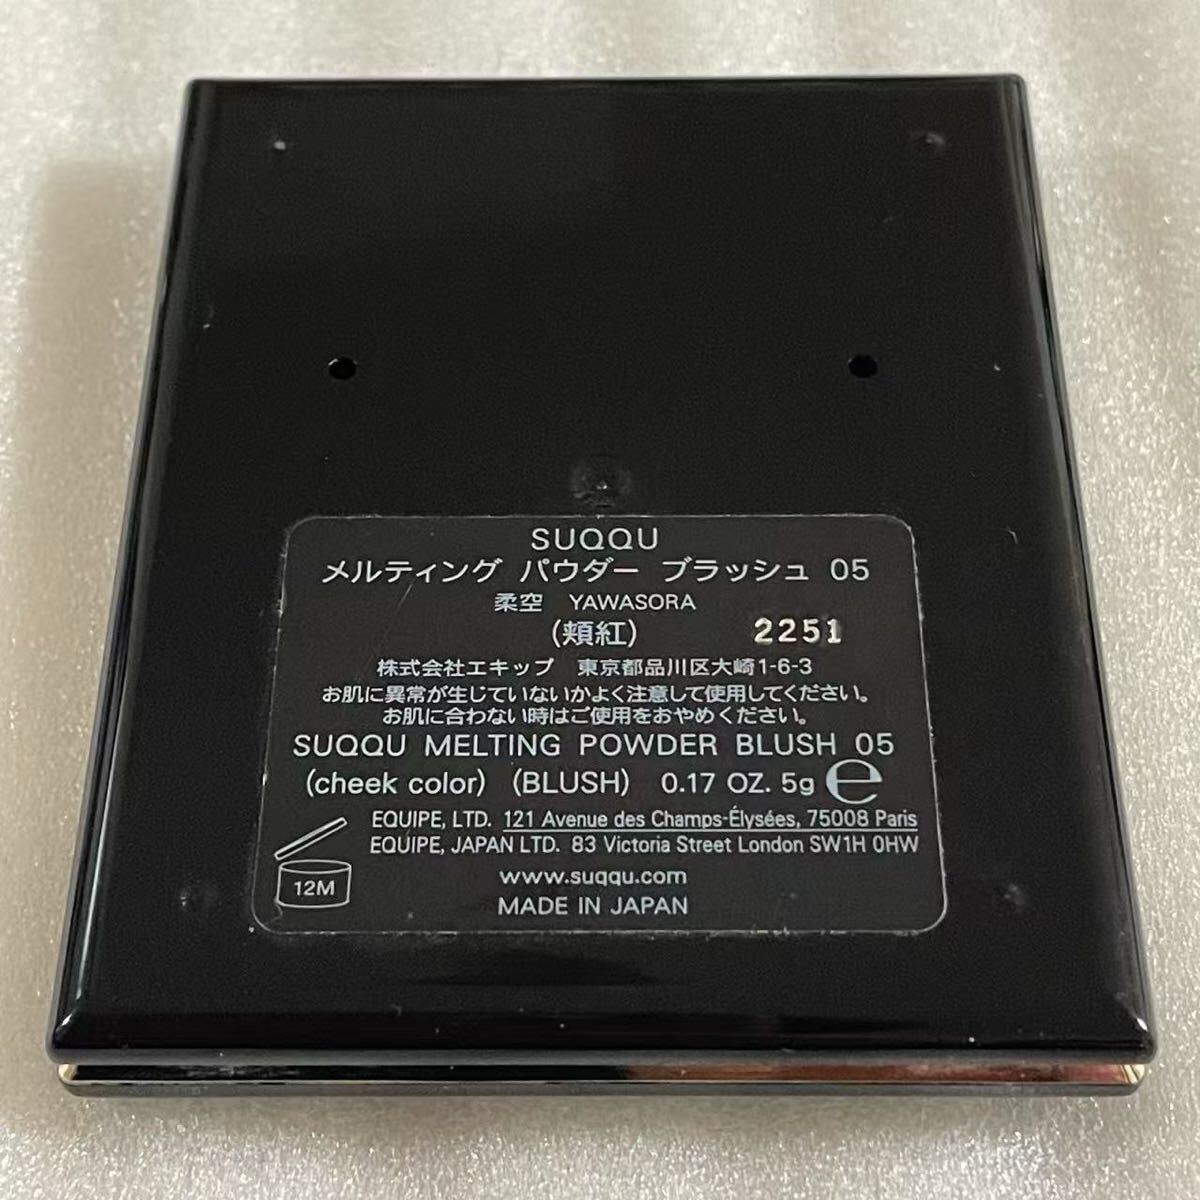 SUQQU
メルティング パウダー ブラッシュ 05
柔空 YAWASORA
(頬紅) 2251
株式会社エキップ 東京都品川区大崎1-6-3
お肌に異常が生じていないかよく注意して使用してください。
お肌に合わない時はご使用をおやめください。
SUQQU MELTING POWDER BLUSH 05
(cheek color) (BLUSH) 0.17 OZ. 5g ℮
EQUIPE, LTD. 121 Avenue des Champs-Élysées, 75008 Paris
EQUIPE, JAPAN LTD. 83 Victoria Street London SW1H 0HW
12M
www.suqqu.com
MADE IN JAPAN